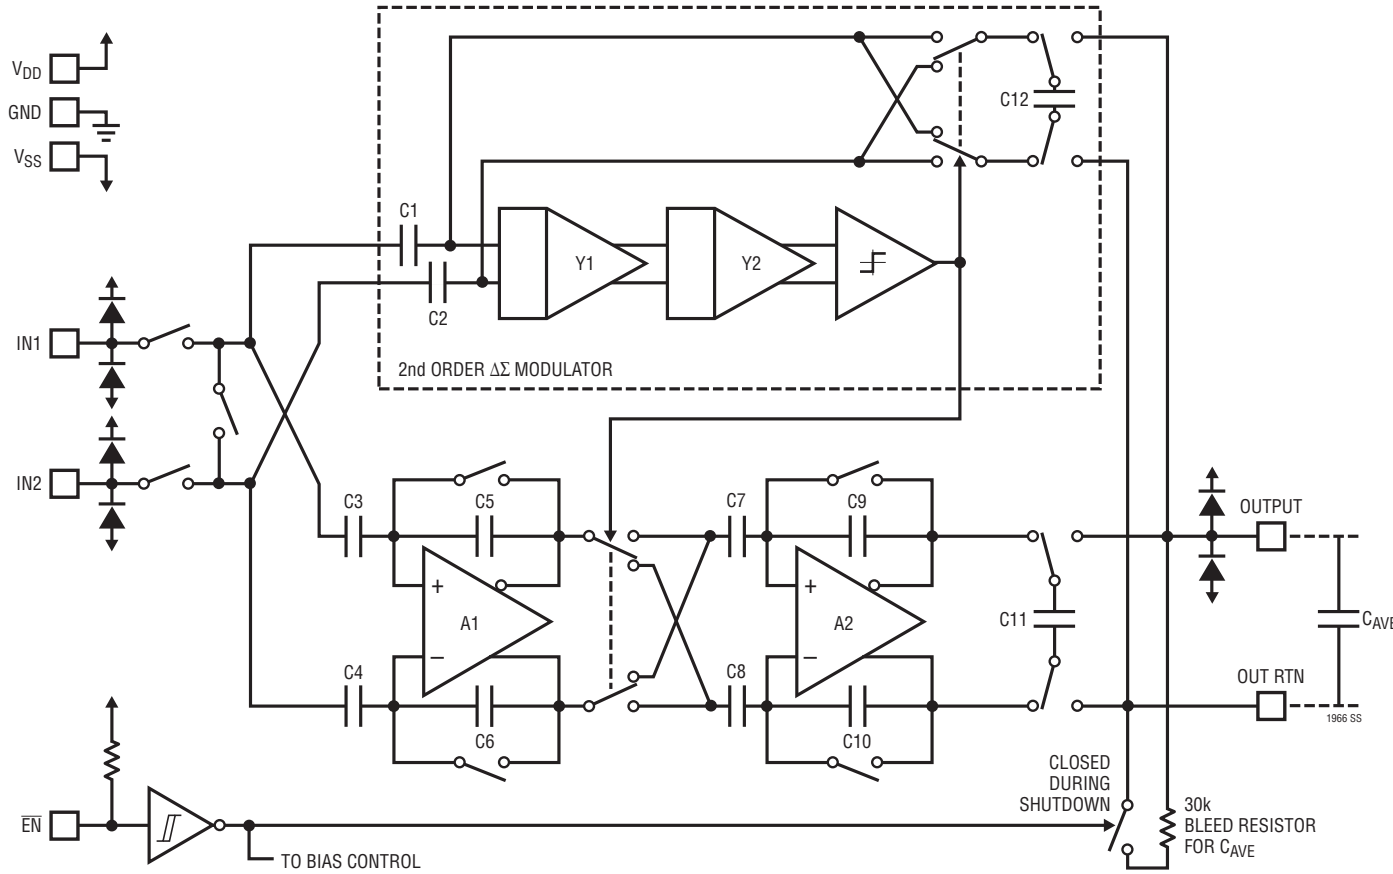 VDD
GND
VSS
C12
C1
C2
Y1
Y2
2nd ORDER ΔΣ MODULATOR
IN1
IN2
C3
C5
C7
C9
OUTPUT
+
A1
−
+
A2
−
C11
CAVE
C4
C6
C8
C10
OUT RTN
1966 SS
CLOSED
DURING
SHUTDOWN
30k
BLEED RESISTOR
FOR CAVE
E̅N̅
TO BIAS CONTROL